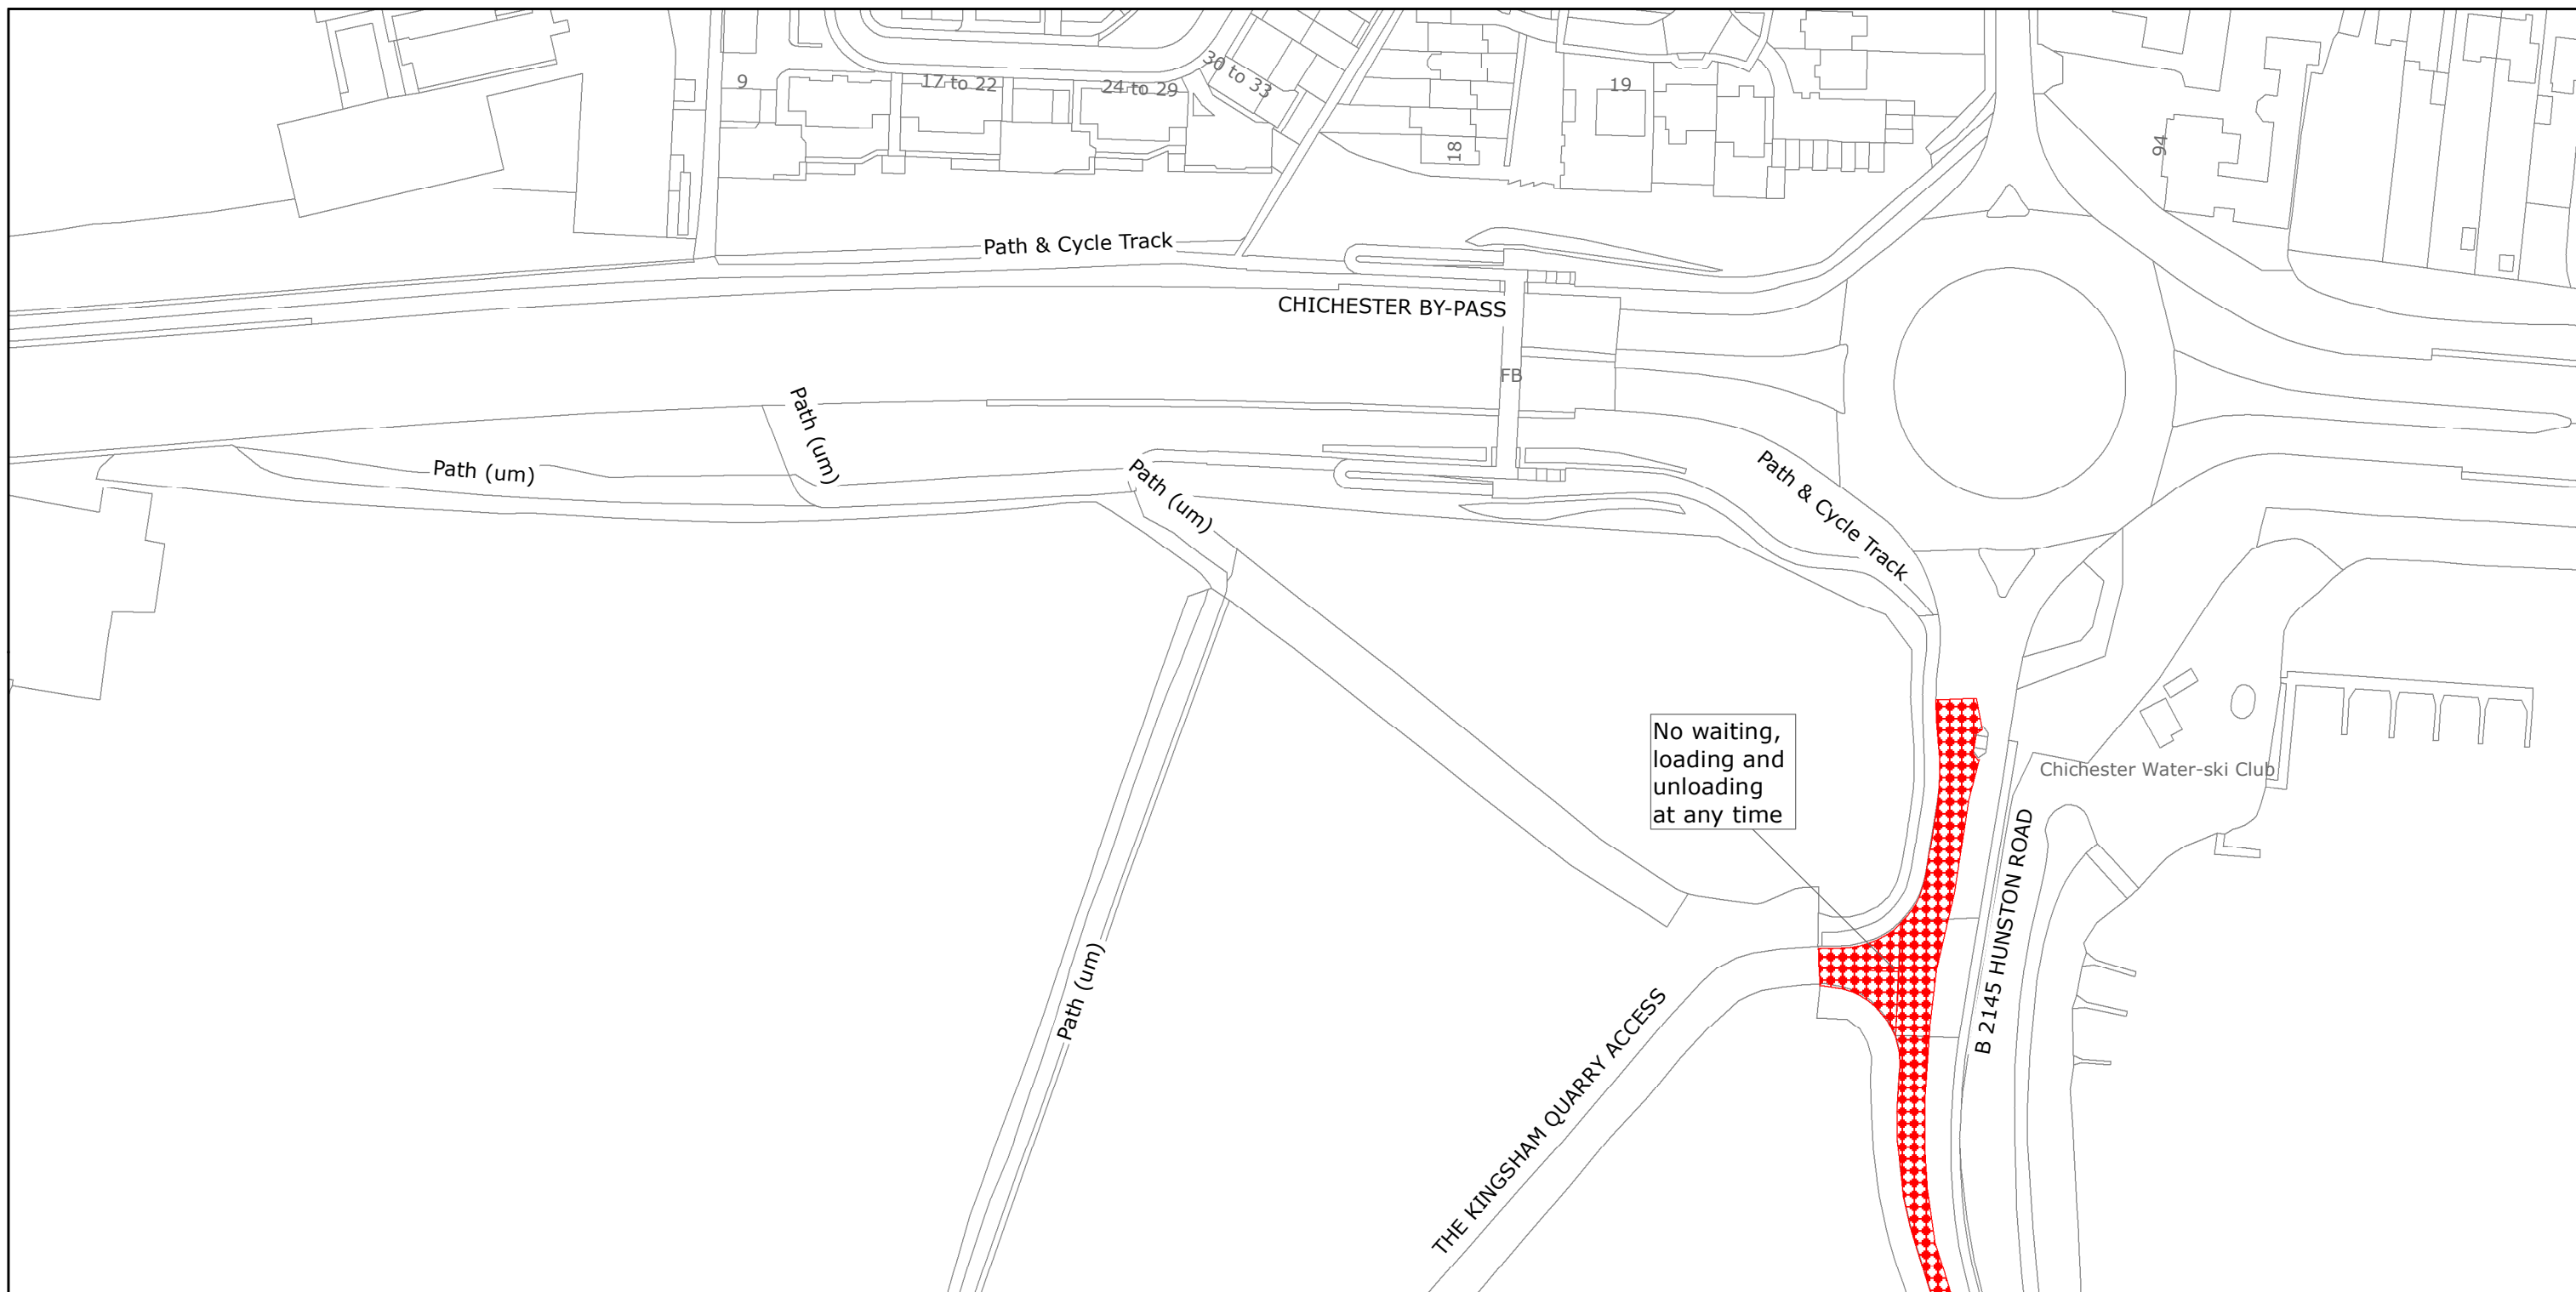 9
17 to 22
24 to 29
30 to 33
19
18
94
Path & Cycle Track
CHICHESTER BY-PASS
FB
Path (um)
Path (um)
Path (um)
Path & Cycle Track
No waiting,
loading and
unloading
at any time
Chichester Water-ski Club
B 2145 HUNSTON ROAD
Path (um)
THE KINGSHAM QUARRY ACCESS